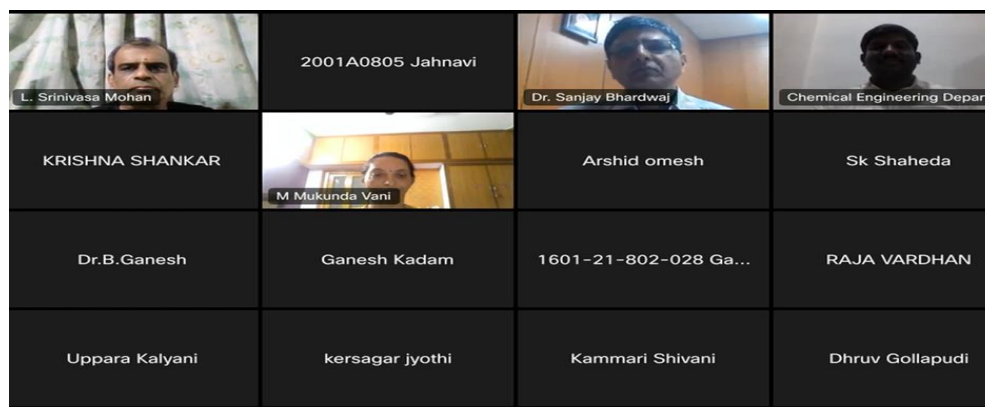 L. Srinivasa Mohan
2001A0805 Jahnavi
Dr. Sanjay Bhardwaj
Chemical Engineering Depar
KRISHNA SHANKAR
M Mukunda Vani
Arshid omesh
Sk Shaheda
Dr.B.Ganesh
Ganesh Kadam
1601-21-802-028 Ga...
RAJA VARDHAN
Uppara Kalyani
kersagar jyothi
Kammari Shivani
Dhruv Gollapudi